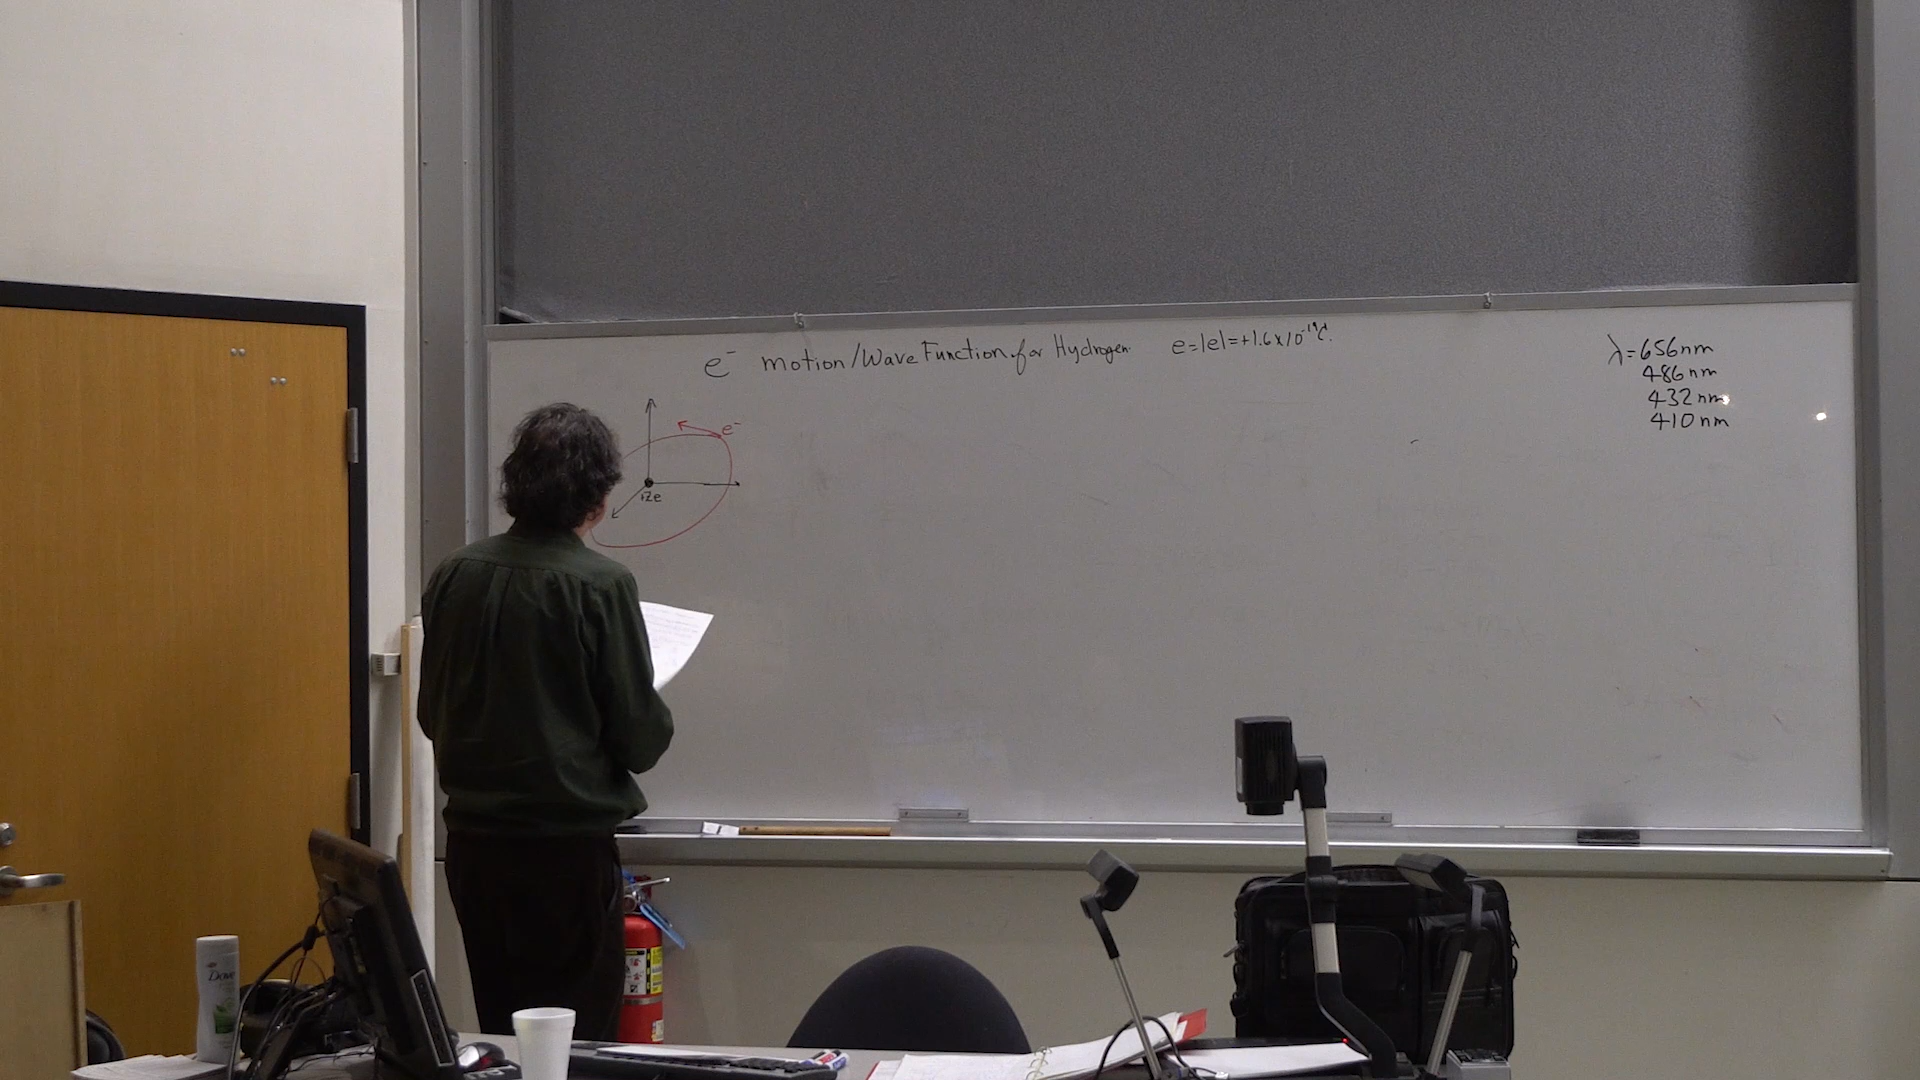 e⁻ motion/Wave Function for Hydrogen e=|e|=+1.6x10⁻¹⁹C.
λ=656nm
486nm
432nm
410nm
e⁻
+Ze
Dove